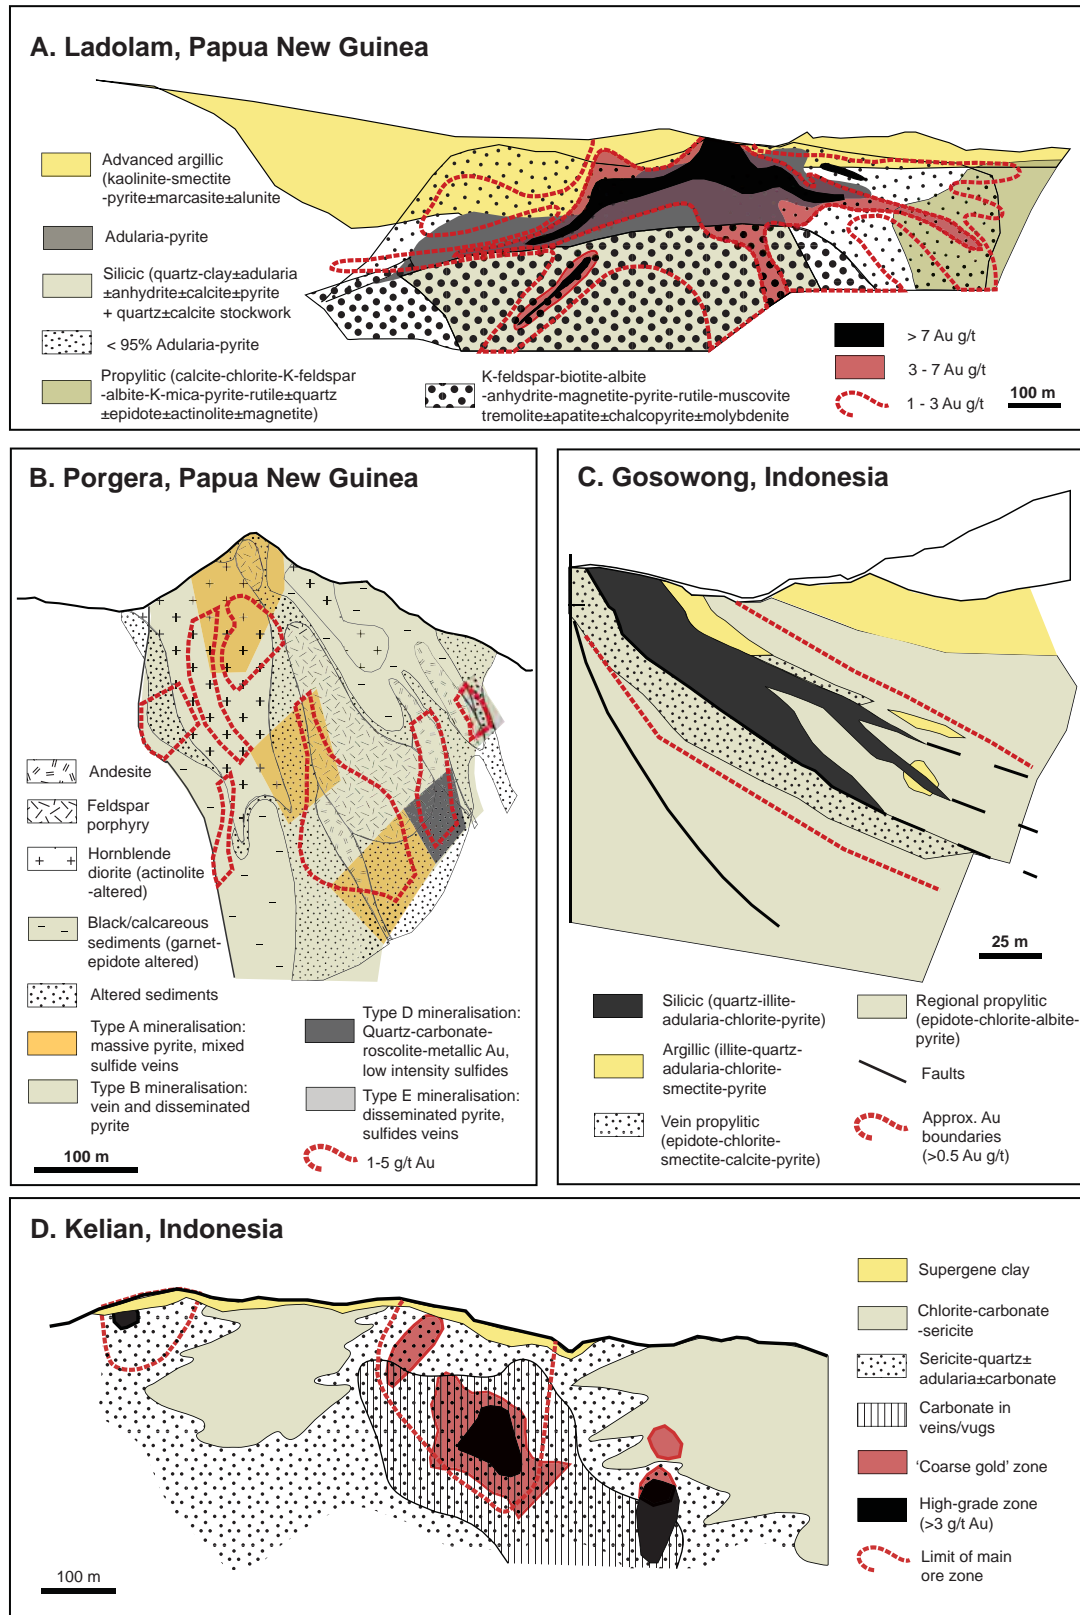 A. Ladolam, Papua New Guinea
Advanced argillic
(kaolinite-smectite
-pyrite±marcasite±alunite
Adularia-pyrite
Silicic (quartz-clay±adularia
±anhydrite±calcite±pyrite
+ quartz±calcite stockwork
< 95% Adularia-pyrite
Propylitic (calcite-chlorite-K-feldspar
-albite-K-mica-pyrite-rutile±quartz
±epidote±actinolite±magnetite)
K-feldspar-biotite-albite
-anhydrite-magnetite-pyrite-rutile-muscovite
tremolite±apatite±chalcopyrite±molybdenite
> 7 Au g/t
3 - 7 Au g/t
1 - 3 Au g/t
100 m
B. Porgera, Papua New Guinea
Andesite
Feldspar
porphyry
Hornblende
diorite (actinolite
-altered)
Black/calcareous
sediments (garnet-
epidote altered)
Altered sediments
Type A mineralisation:
massive pyrite, mixed
sulfide veins
Type B mineralisation:
vein and disseminated
pyrite
100 m
Type D mineralisation:
Quartz-carbonate-
roscolite-metallic Au,
low intensity sulfides
Type E mineralisation:
disseminated pyrite,
sulfides veins
1-5 g/t Au
C. Gosowong, Indonesia
25 m
Silicic (quartz-illite-
adularia-chlorite-pyrite)
Argillic (illite-quartz-
adularia-chlorite-
smectite-pyrite
Vein propylitic
(epidote-chlorite-
smectite-calcite-pyrite)
Regional propylitic
(epidote-chlorite-albite-
pyrite)
Faults
Approx. Au
boundaries
(>0.5 Au g/t)
D. Kelian, Indonesia
Supergene clay
Chlorite-carbonate
-sericite
Sericite-quartz±
adularia±carbonate
Carbonate in
veins/vugs
'Coarse gold' zone
High-grade zone
(>3 g/t Au)
Limit of main
ore zone
100 m